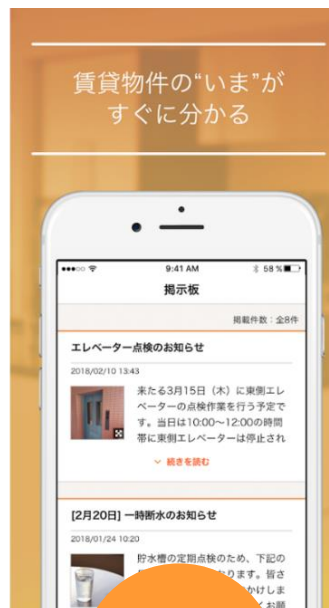 賃貸物件の“いま”が
すぐに分かる
9:41 AM
58%
掲示板
掲載件数：全8件
エレベーター点検のお知らせ
2018/02/10 13:43
来たる3月15日（木）に東側エレ
ベーターの点検作業を行う予定で
す。当日は10:00〜12:00の時間
帯に東側エレベーターは停止され
続きを読む
[2月20日] 一時断水のお知らせ
2018/01/24 10:20
貯水槽の定期点検のため、下記の
ります。皆さ
かけしま
くお願